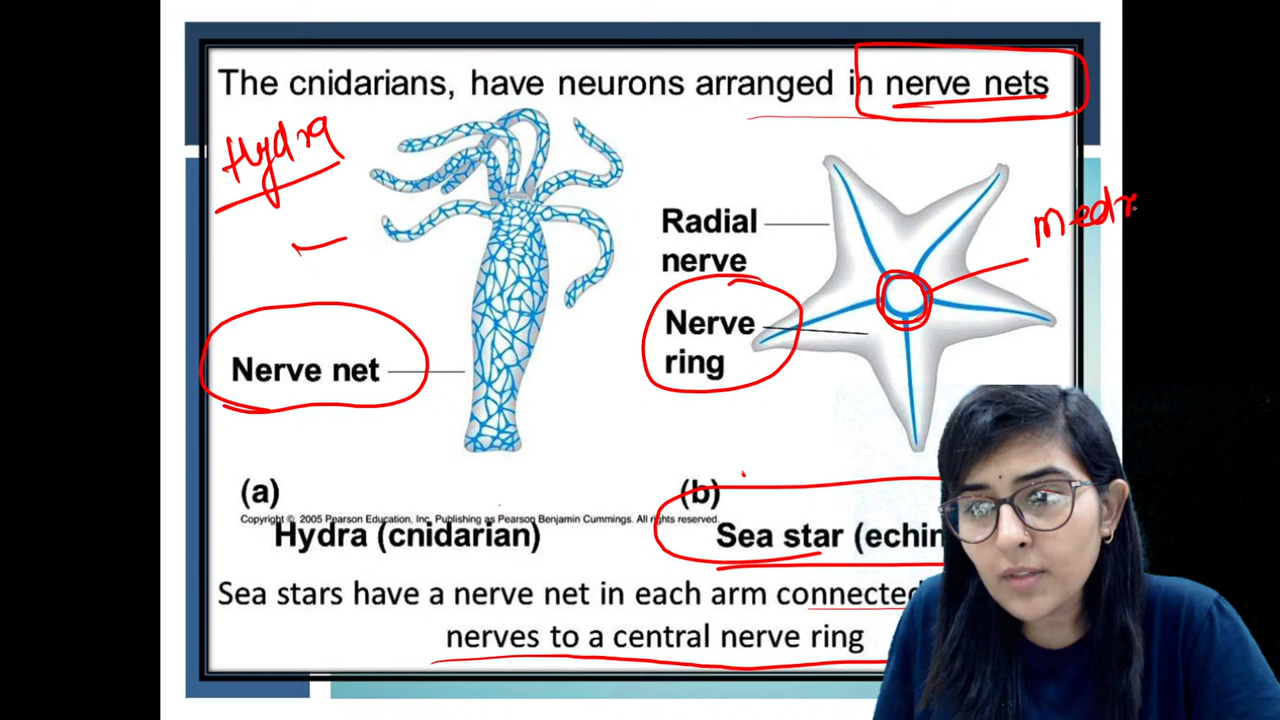 The cnidarians, have neurons arranged in nerve nets
Hydra
Radial
nerve
Medr
Nerve
ring
Nerve net
(a)
(b)
Copyright © 2005 Pearson Education, Inc. Publishing as Pearson Benjamin Cummings. All rights reserved.
Hydra (cnidarian)
Sea star (echin
Sea stars have a nerve net in each arm connected
nerves to a central nerve ring